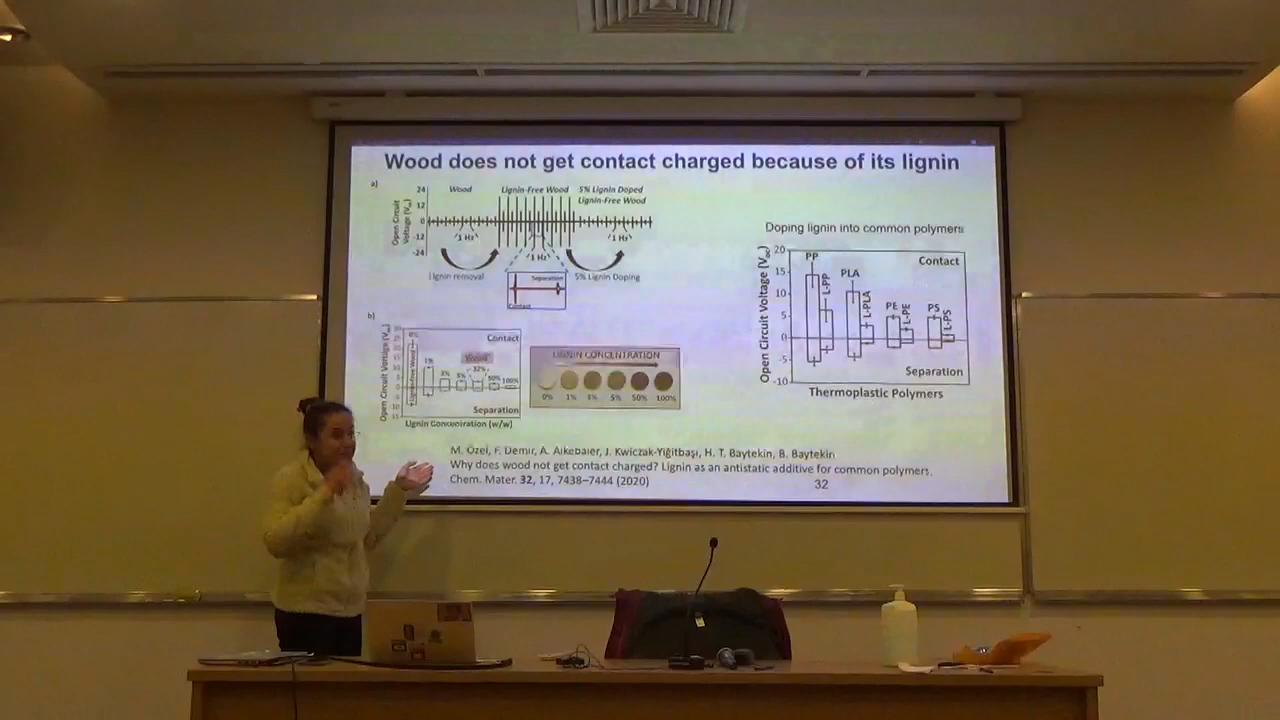 Wood does not get contact charged because of its lignin
a)
Open Circuit Voltage (Voc)
24
12
0
-12
-24
Wood
Lignin-Free Wood
5% Lignin Doped
Lignin-Free Wood
1 Hz
1 Hz
1 Hz
Lignin removal
5% Lignin Doping
Separation
Contact
b)
Open Circuit Voltage (Voc)
Contact
0%
Lignin-Free Wood
1%
3%
5%
Wood
~32%
50%
100%
Separation
Lignin Concentration (w/w)
LIGNIN CONCENTRATION
0% 1% 3% 5% 50% 100%
Doping lignin into common polymers
Open Circuit Voltage (Voc)
20
15
10
5
0
-5
-10
Contact
PP
L-PP
PLA
L-PLA
PE
L-PE
PS
L-PS
Separation
Thermoplastic Polymers
M. Özel, F. Demir, A. Aikebaier, J. Kwiczak-Yiğitbaşı, H. T. Baytekin, B. Baytekin
Why does wood not get contact charged? Lignin as an antistatic additive for common polymers.
Chem. Mater. 32, 17, 7438–7444 (2020)
32